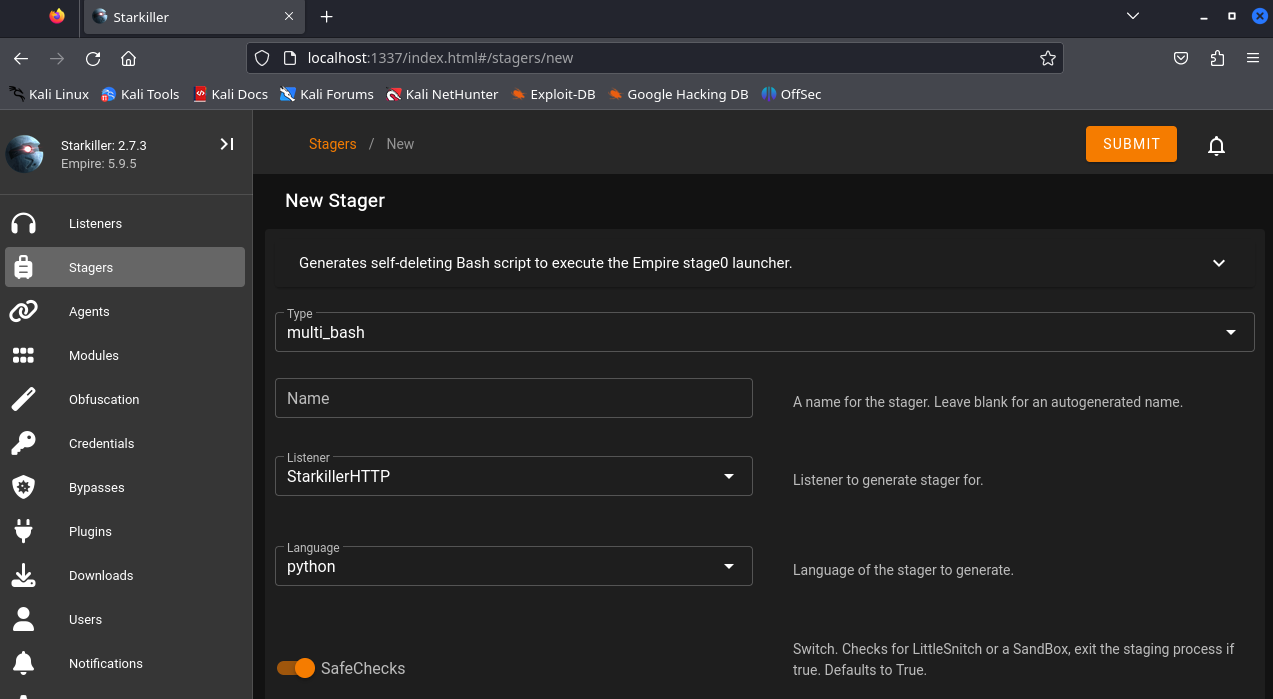 Starkiller
localhost:1337/index.html#/stagers/new
Kali Linux Kali Tools Kali Docs Kali Forums Kali NetHunter Exploit-DB Google Hacking DB OffSec
Starkiller: 2.7.3
Empire: 5.9.5
Listeners
Stagers
Agents
Modules
Obfuscation
Credentials
Bypasses
Plugins
Downloads
Users
Notifications
Stagers / New
SUBMIT
New Stager
Generates self-deleting Bash script to execute the Empire stage0 launcher.
Type
multi_bash
Name
A name for the stager. Leave blank for an autogenerated name.
Listener
StarkillerHTTP
Listener to generate stager for.
Language
python
Language of the stager to generate.
SafeChecks
Switch. Checks for LittleSnitch or a SandBox, exit the staging process if
true. Defaults to True.